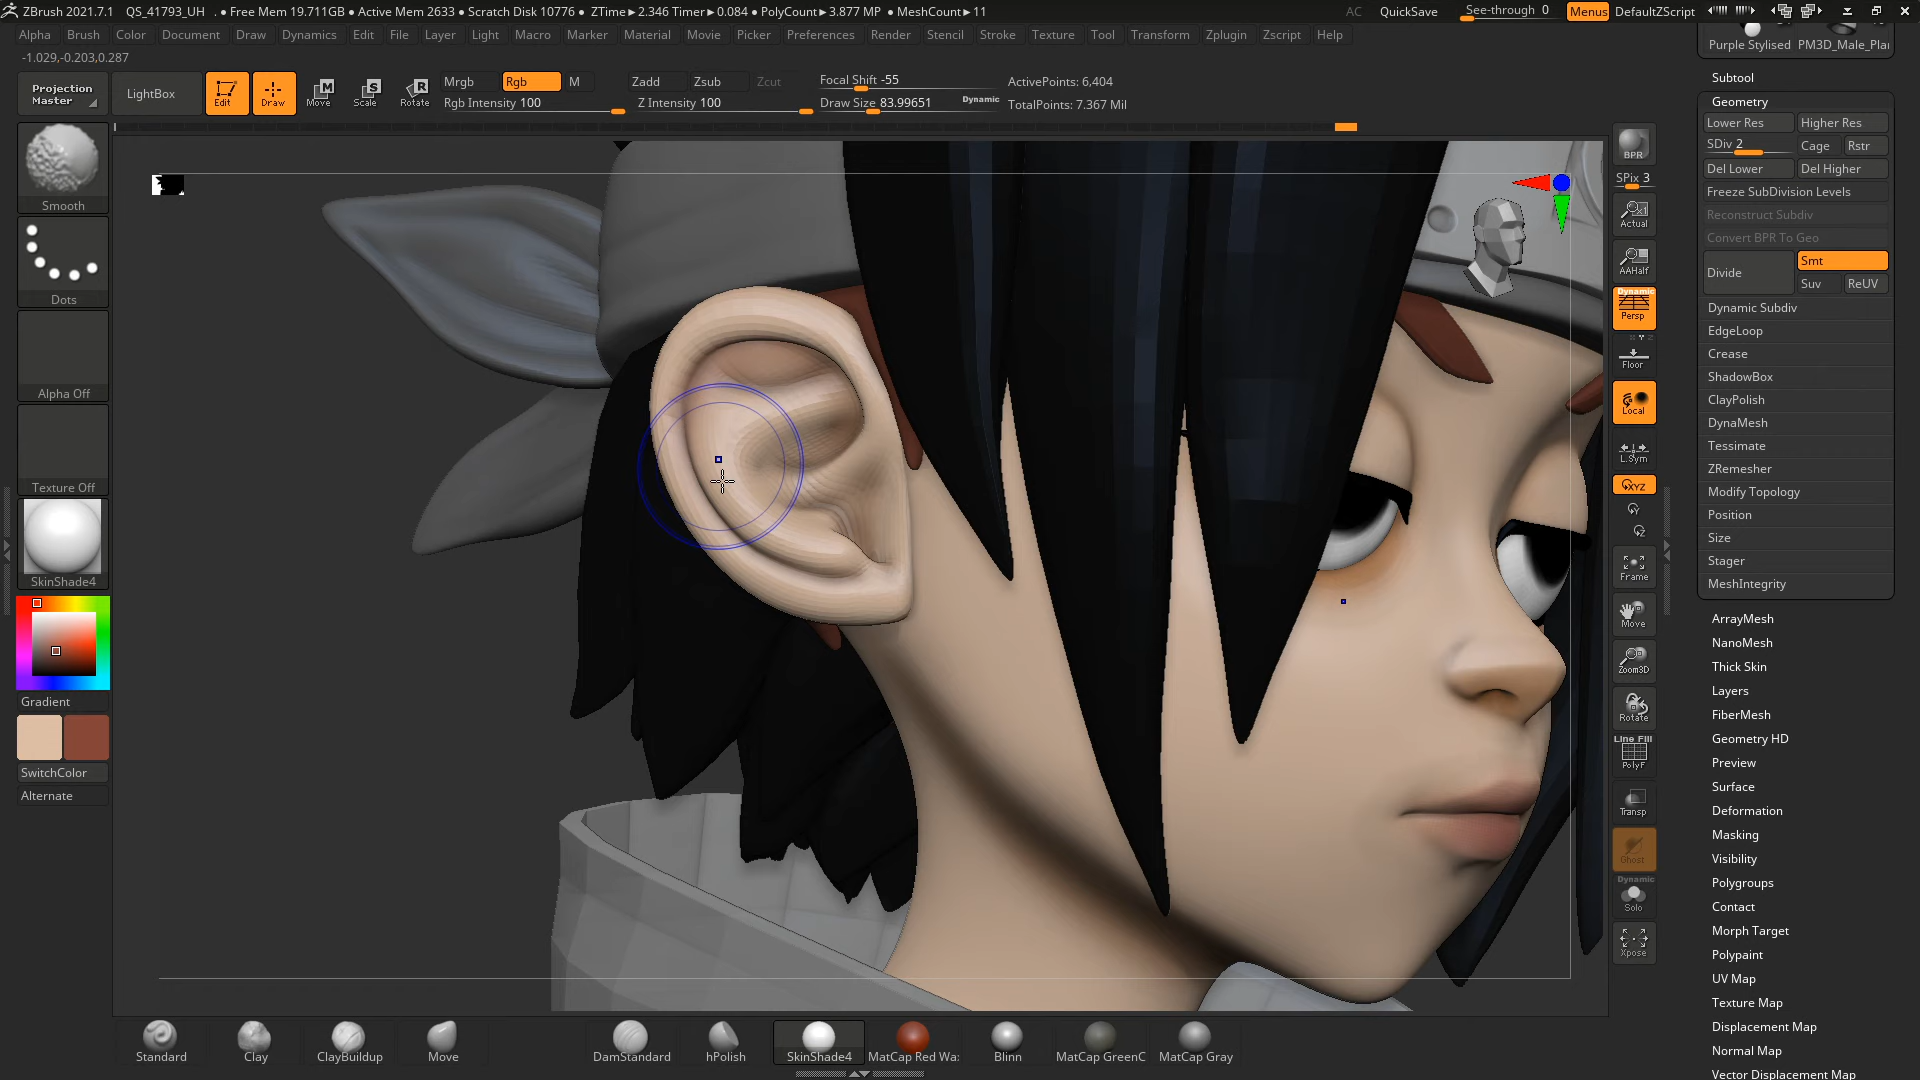 ZBrush 2021.7.1 QS_41793_UH . ● Free Mem 19.711GB ● Active Mem 2633 ● Scratch Disk 10776 ● ZTime►2.346 Timer►0.084 ● PolyCount►3.877 MP ● MeshCount►11 AC QuickSave See-through 0 Menus DefaultZScript
Alpha Brush Color Document Draw Dynamics Edit File Layer Light Macro Marker Material Movie Picker Preferences Render Stencil Stroke Texture Tool Transform Zplugin Zscript Help
-1.029,-0.203,0.287
Projection Master
LightBox
Edit
Draw
Move
Scale
Rotate
Mrgb Rgb M
Rgb Intensity 100
Zadd Zsub Zcut
Z Intensity 100
Focal Shift -55
Draw Size 83.99651
Dynamic
ActivePoints: 6,404
TotalPoints: 7.367 Mil
Smooth
Dots
Alpha Off
Texture Off
SkinShade4
Gradient
SwitchColor
Alternate
BPR
SPix 3
Actual
AAHalf
Dynamic
Persp
Floor
Local
L.Sym
XYZ
Frame
Move
Zoom3D
Rotate
Line Fill
PolyF
Transp
Ghost
Dynamic
Solo
Xpose
Purple Stylised
Subtool
Geometry
Lower Res Higher Res
SDiv 2 Cage Rstr
Del Lower Del Higher
Freeze SubDivision Levels
Reconstruct Subdiv
Convert BPR To Geo
Divide Smt
Suv ReUV
Dynamic Subdiv
EdgeLoop
Crease
ShadowBox
ClayPolish
DynaMesh
Tessimate
ZRemesher
Modify Topology
Position
Size
Stager
MeshIntegrity
ArrayMesh
NanoMesh
Thick Skin
Layers
FiberMesh
Geometry HD
Preview
Surface
Deformation
Masking
Visibility
Polygroups
Contact
Morph Target
Polypaint
UV Map
Texture Map
Displacement Map
Normal Map
Vector Displacement Map
Standard Clay ClayBuildup Move DamStandard hPolish SkinShade4 MatCap Red Wa: Blinn MatCap GreenC MatCap Gray